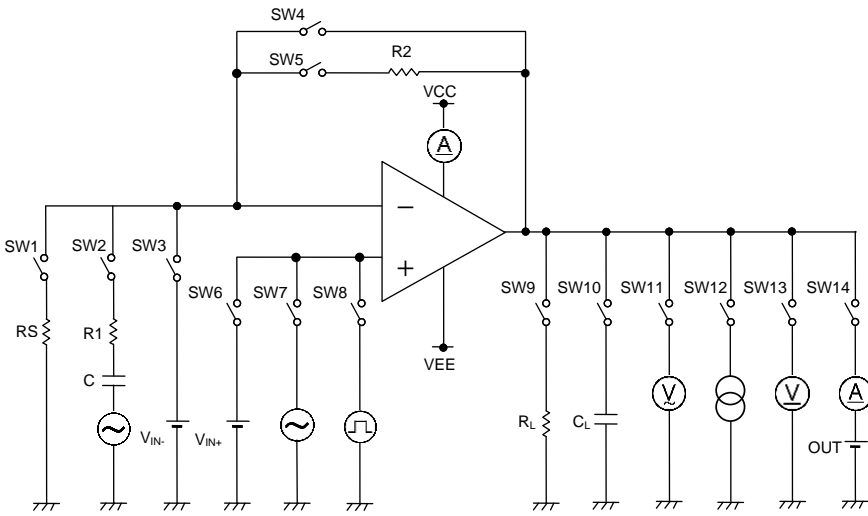 SW4
SW5
R2
VCC
A
−
+
SW1
SW2
SW3
SW6
SW7
SW8
VEE
SW9
SW10
SW11
SW12
SW13
SW14
RS
R1
C
VIN-
VIN+
RL
CL
V
V
A
OUT